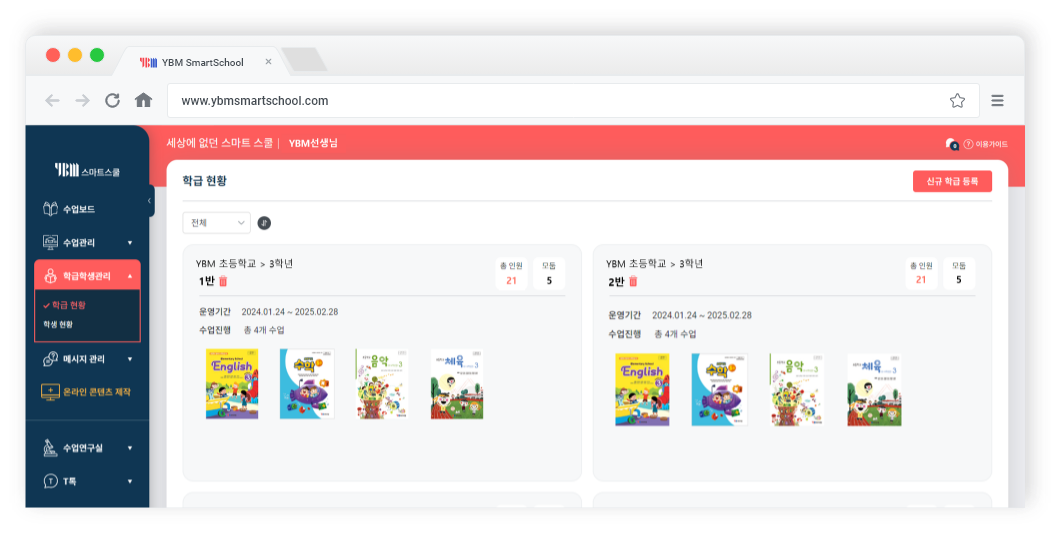 YBM SmartSchool
www.ybmsmartschool.com
세상에 없던 스마트 스쿨 | YBM선생님
이용가이드
YBM 스마트스쿨
수업보드
수업관리
학급학생관리
학급 현황
학생 현황
메시지 관리
온라인 콘텐츠 제작
수업연구실
T톡
학급 현황
신규 학급 등록
전체
YBM 초등학교 > 3학년
1반
총 인원
21
모둠
5
운영기간 2024.01.24 ~ 2025.02.28
수업진행 총 4개 수업
English
수학
음악 3
체육 3
YBM 초등학교 > 3학년
2반
총 인원
21
모둠
5
운영기간 2024.01.24 ~ 2025.02.28
수업진행 총 4개 수업
English
수학
음악 3
체육 3